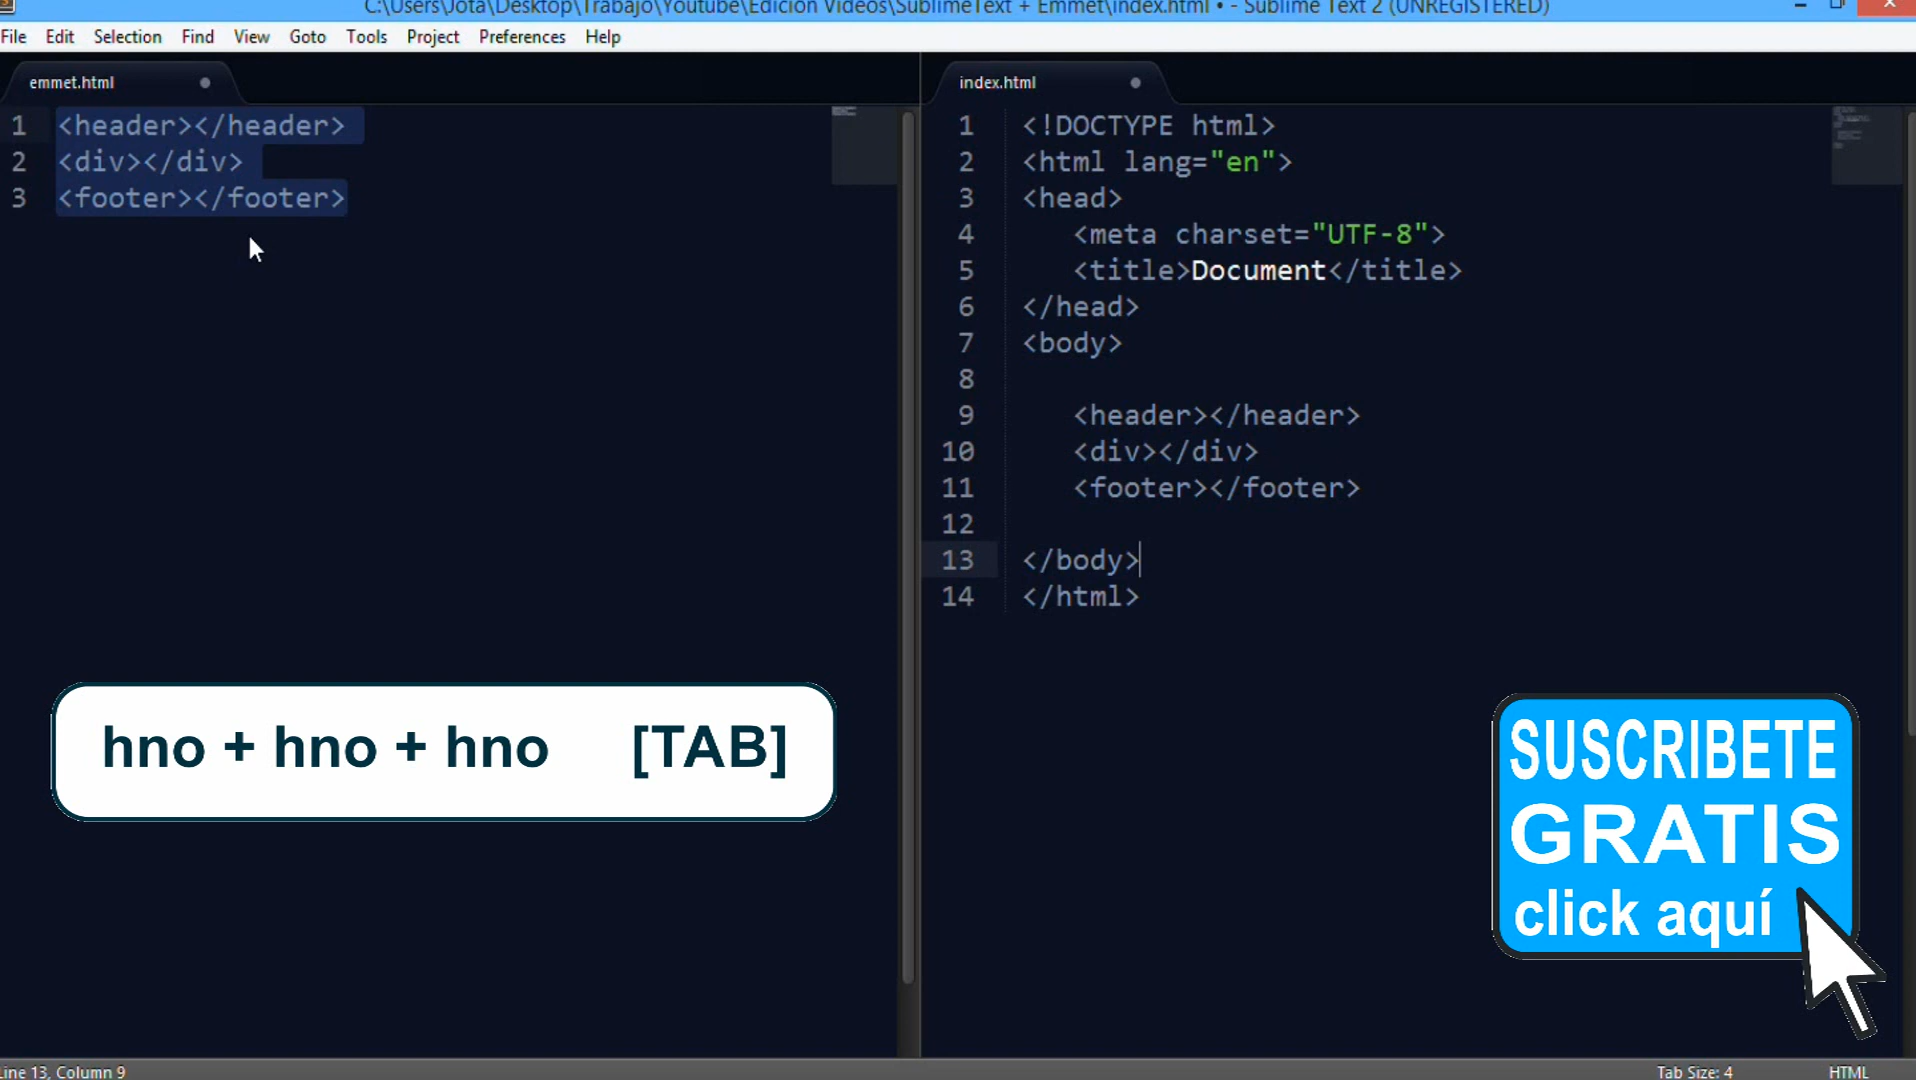 C:\Users\Jota\Desktop\Trabajo\Youtube\Edicion Videos\SublimeText + Emmet\index.html • - Sublime Text 2 (UNREGISTERED)
File Edit Selection Find View Goto Tools Project Preferences Help
emmet.html
1 <header></header>
2 <div></div>
3 <footer></footer>
index.html
1 <!DOCTYPE html>
2 <html lang="en">
3 <head>
4 <meta charset="UTF-8">
5 <title>Document</title>
6 </head>
7 <body>
8
9 <header></header>
10 <div></div>
11 <footer></footer>
12
13 </body>
14 </html>
hno + hno + hno [TAB]
SUSCRIBETE
GRATIS
click aquí
Line 13, Column 9
Tab Size: 4
HTML